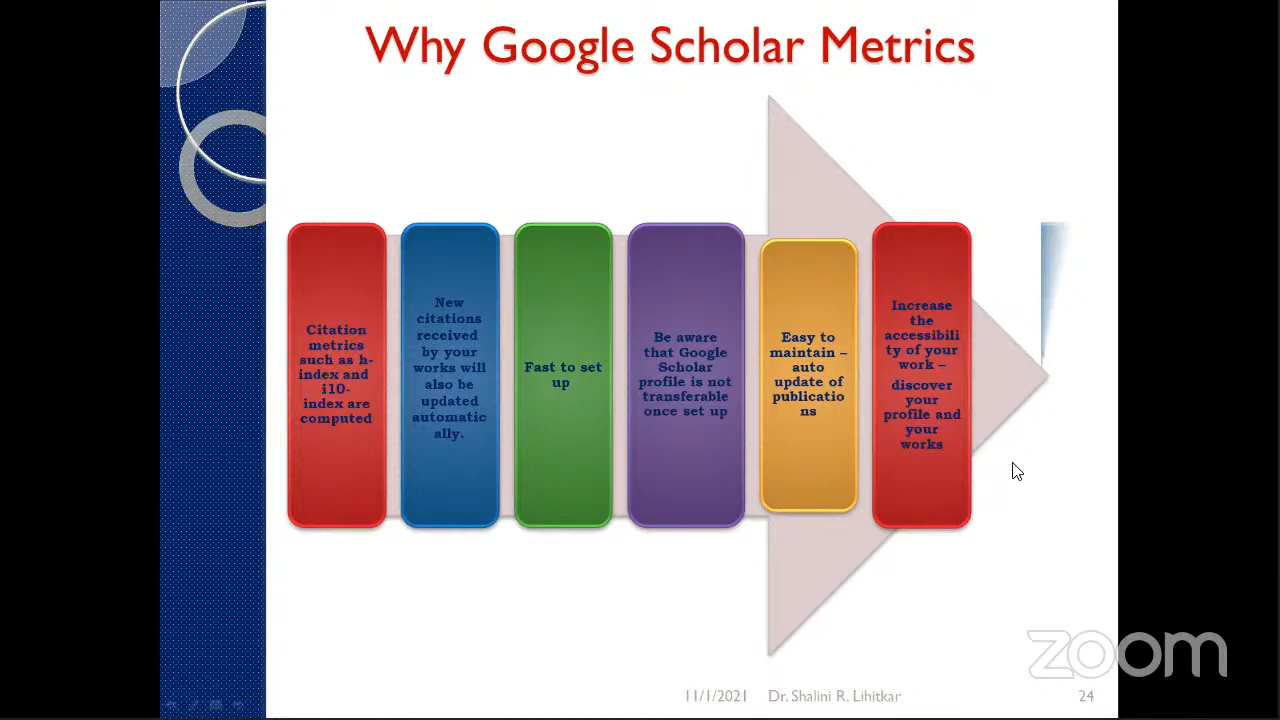 Why Google Scholar Metrics
Citation
metrics
such as h-
index and
i10-
index are
computed
New
citations
received
by your
works will
also be
updated
automatic
ally.
Fast to set
up
Be aware
that Google
Scholar
profile is not
transferable
once set up
Easy to
maintain –
auto
update of
publicatio
ns
Increase
the
accessibili
ty of your
work –
discover
your
profile and
your
works
zoom
11/1/2021 Dr. Shalini R. Lihitkar 24